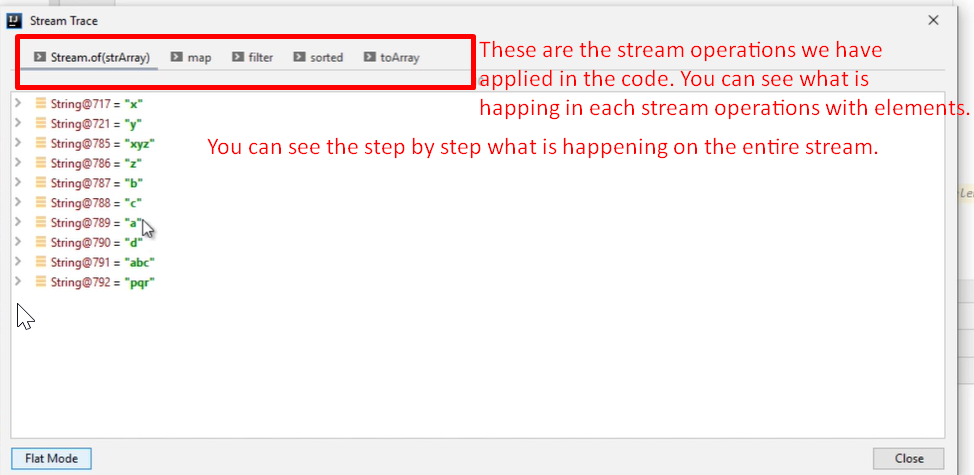 IJ Stream Trace
Stream.of(strArray) map filter sorted toArray
These are the stream operations we have
applied in the code. You can see what is
happing in each stream operations with elements.
String@717 = "x"
String@721 = "y"
String@785 = "xyz"
You can see the step by step what is happening on the entire stream.
String@786 = "z"
String@787 = "b"
String@788 = "c"
String@789 = "a"
String@790 = "d"
String@791 = "abc"
String@792 = "pqr"
Flat Mode
Close